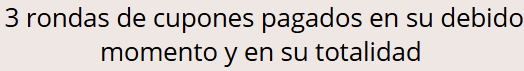 3 rondas de cupones pagados en su debido
momento y en su totalidad